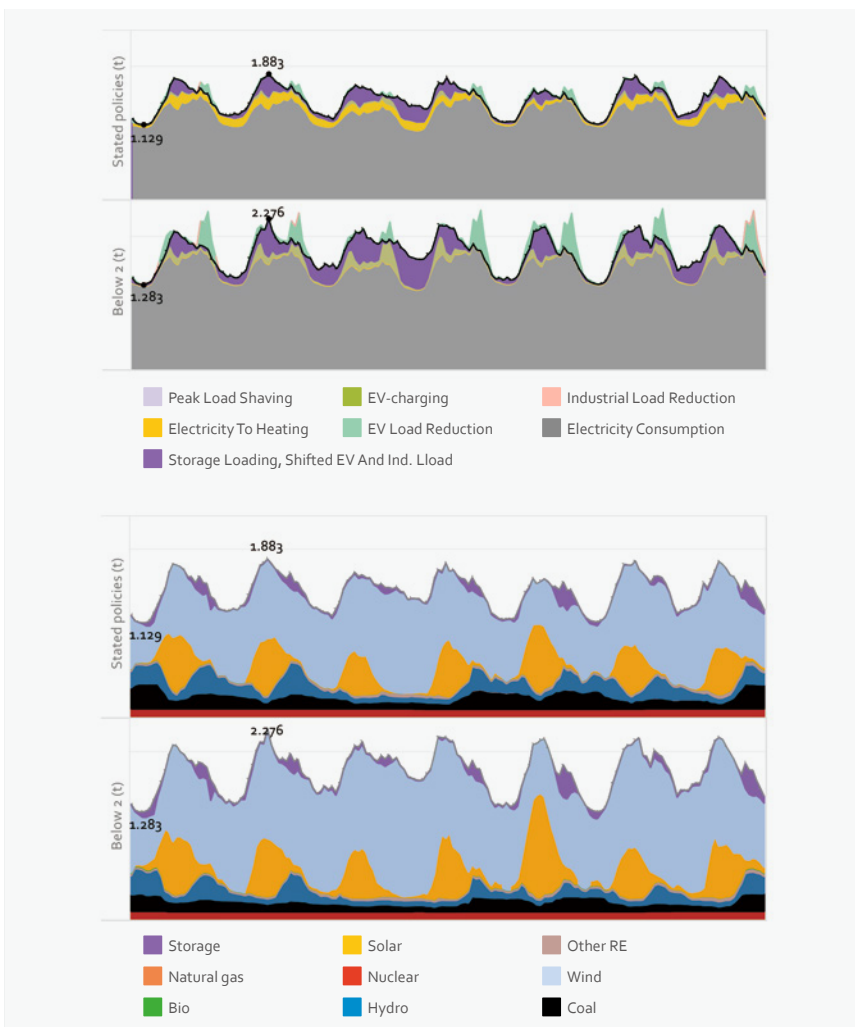 Stated policies (t)
1.883
1.129
Below 2 (t)
2.276
1.283
Peak Load Shaving
EV-charging
Industrial Load Reduction
Electricity To Heating
EV Load Reduction
Electricity Consumption
Storage Loading, Shifted EV And Ind. Lload
Stated policies (t)
1.883
1.129
Below 2 (t)
2.276
1.283
Storage
Solar
Other RE
Natural gas
Nuclear
Wind
Bio
Hydro
Coal